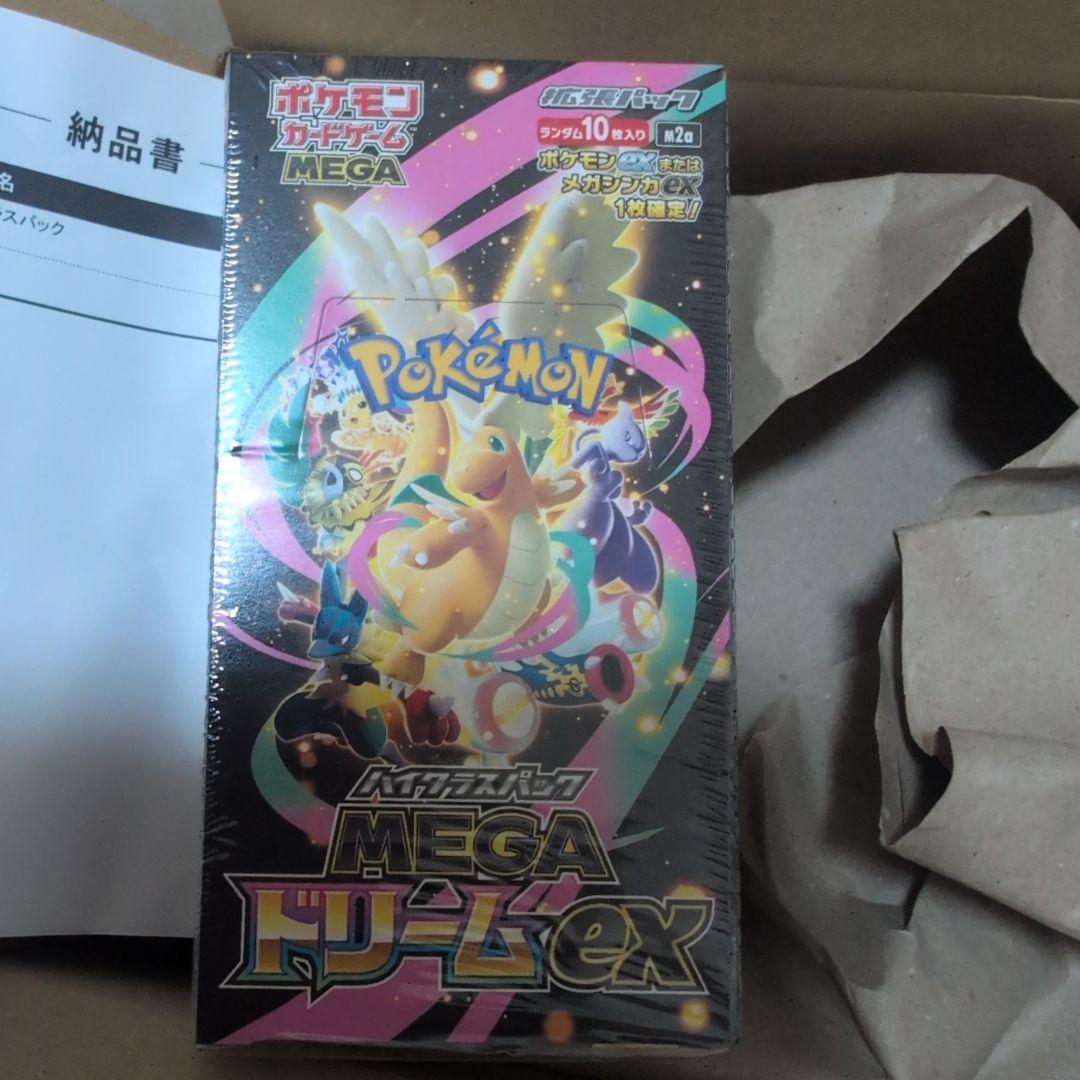 納品書
名
ラスパック
ポケモン
カードゲーム
MEGA
拡張パック
ランダム10枚入り
M2a
ポケモンexまたは
メガシンカex
1枚確定!
POKéMON
ハイクラスパック
MEGA
ドリームex